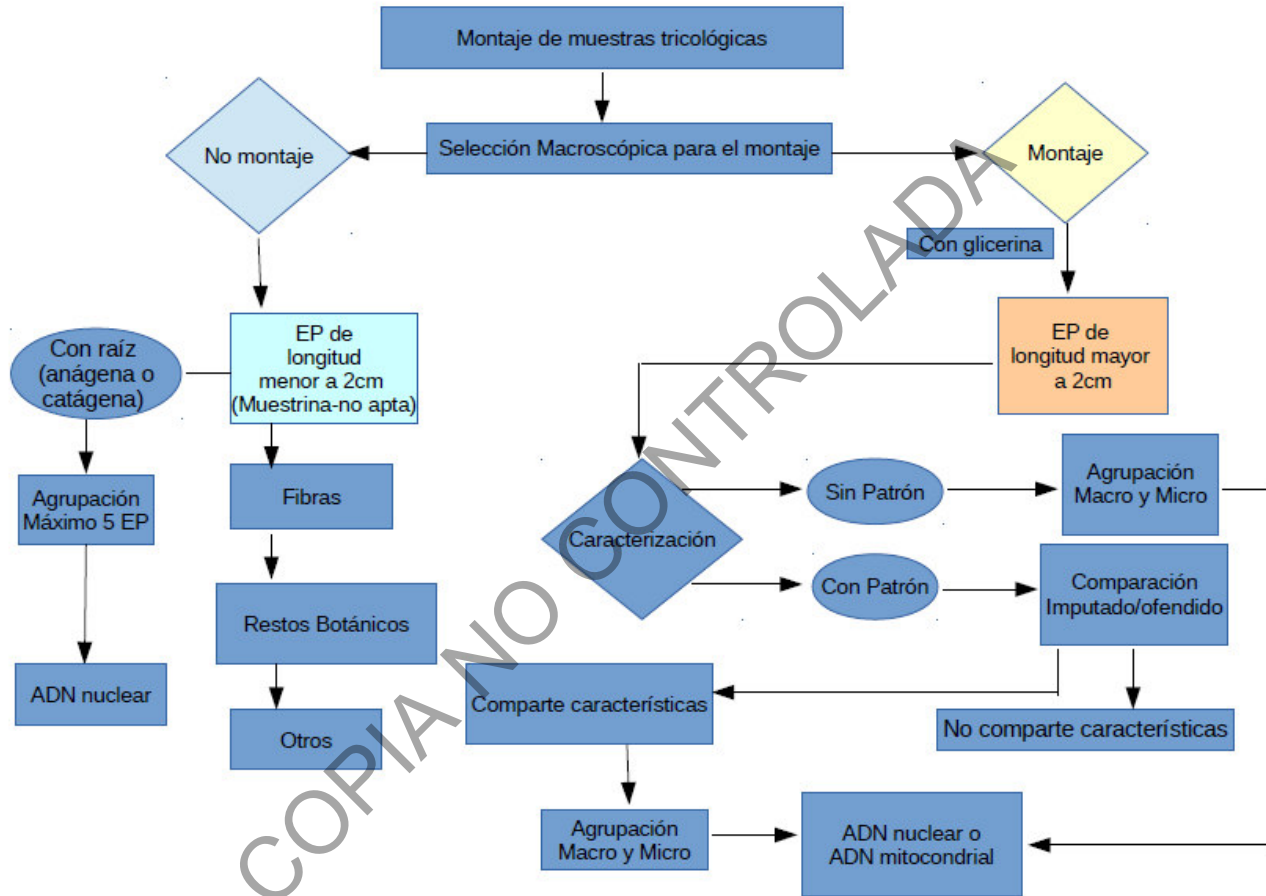 Montaje de muestras tricológicas
Selección Macroscópica para el montaje
No montaje
Montaje
Con glicerina
EP de
longitud
menor a 2cm
(Muestrina-no apta)
Con raíz
(anágena o
catágena)
Agrupación
Máximo 5 EP
ADN nuclear
Fibras
Restos Botánicos
Otros
EP de
longitud mayor
a 2cm
Caracterización
Sin Patrón
Agrupación
Macro y Micro
Con Patrón
Comparación
Imputado/ofendido
Comparte características
No comparte características
Agrupación
Macro y Micro
ADN nuclear o
ADN mitocondrial
COPIA NO CONTROLADA